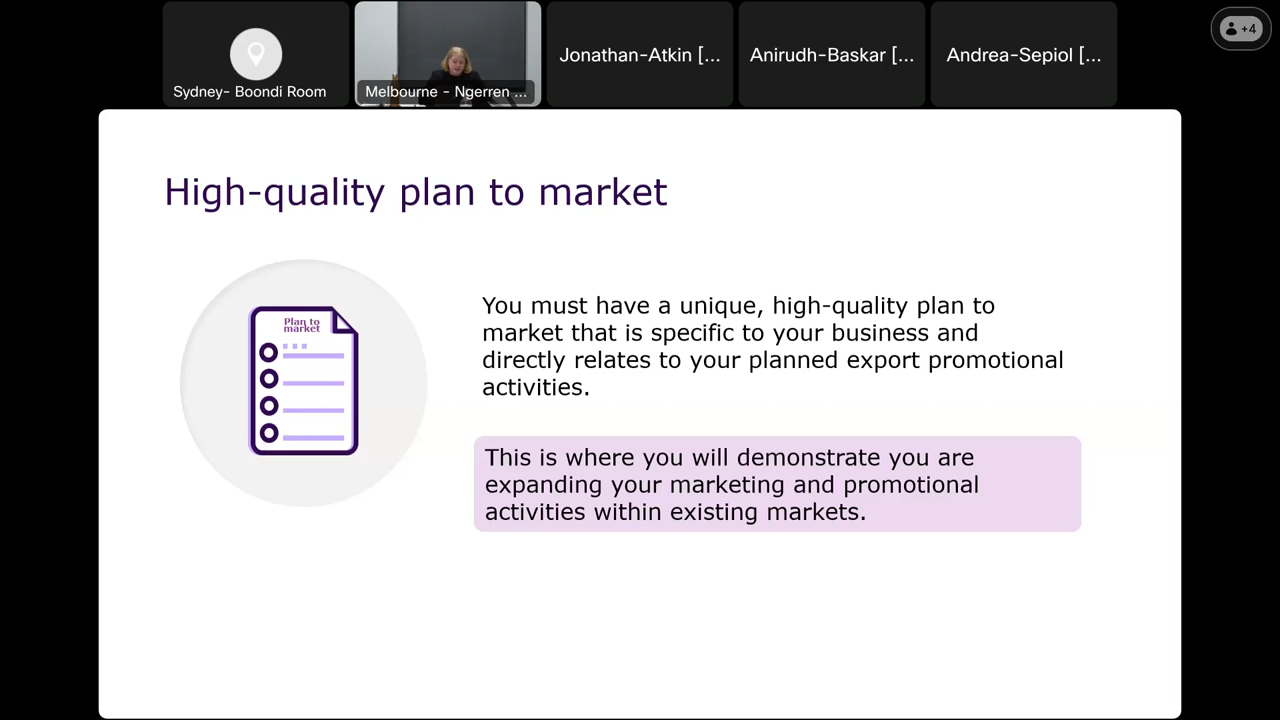 Sydney- Boondi Room
Melbourne - Ngerren ...
Jonathan-Atkin [...
Anirudh-Baskar [...
Andrea-Sepiol [...
+4
High-quality plan to market
Plan to
market
You must have a unique, high-quality plan to
market that is specific to your business and
directly relates to your planned export promotional
activities.
This is where you will demonstrate you are
expanding your marketing and promotional
activities within existing markets.